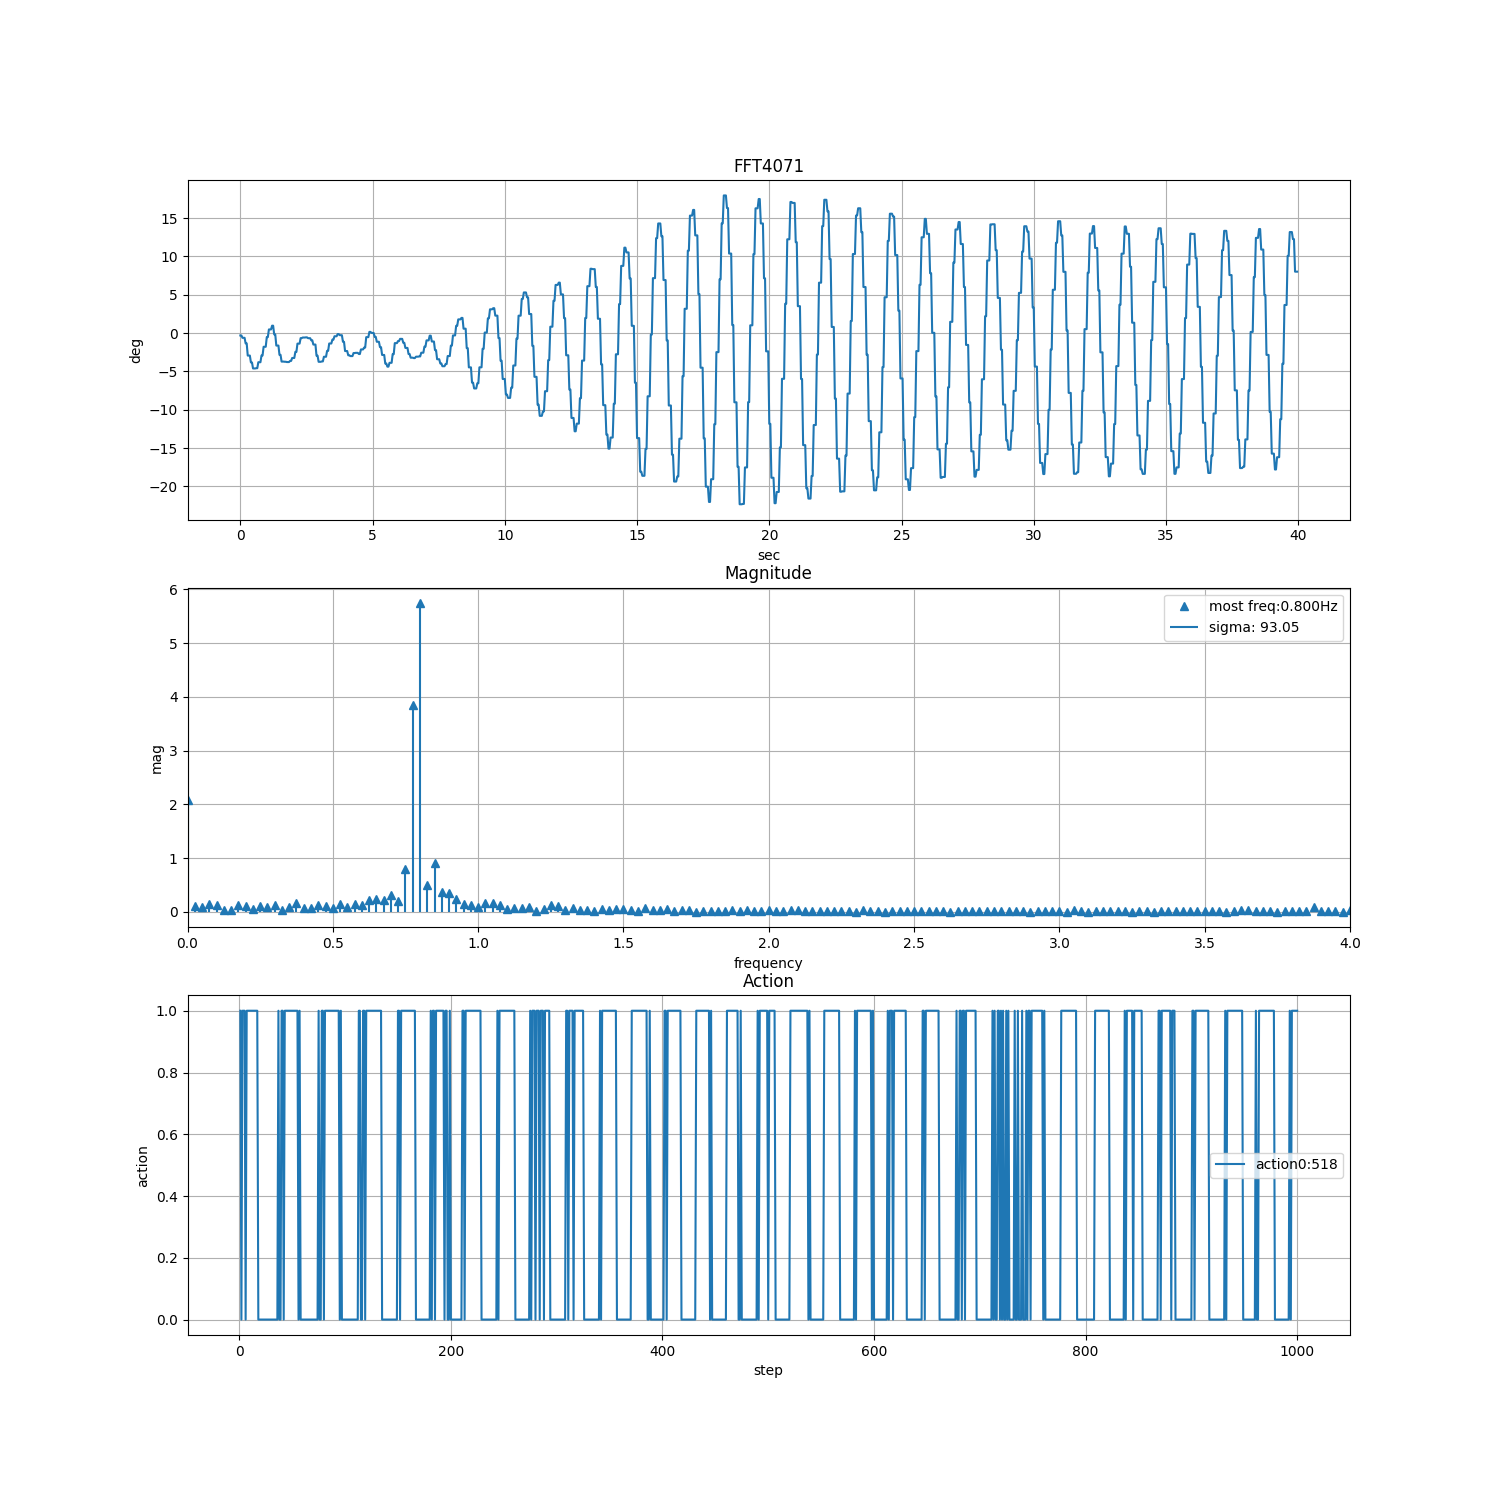 FFT4071
15
10
5
0
−5
−10
−15
−20
deg
0 5 10 15 20 25 30 35 40
sec
Magnitude
6
5
4
3
2
1
0
mag
most freq:0.800Hz
sigma: 93.05
0.0 0.5 1.0 1.5 2.0 2.5 3.0 3.5 4.0
frequency
Action
1.0
0.8
0.6
0.4
0.2
0.0
action
action0:518
0 200 400 600 800 1000
step